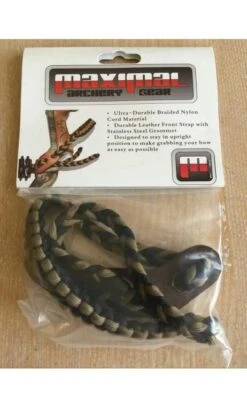 MAXIMAL
ARCHERY GEAR
• Ultra-Durable Braided Nylon
Cord Material
• Durable Leather Front Strap with
Stainless Steel Grommet
• Designed to stay in upright
position to make grabbing your bow
as easy as possible
M